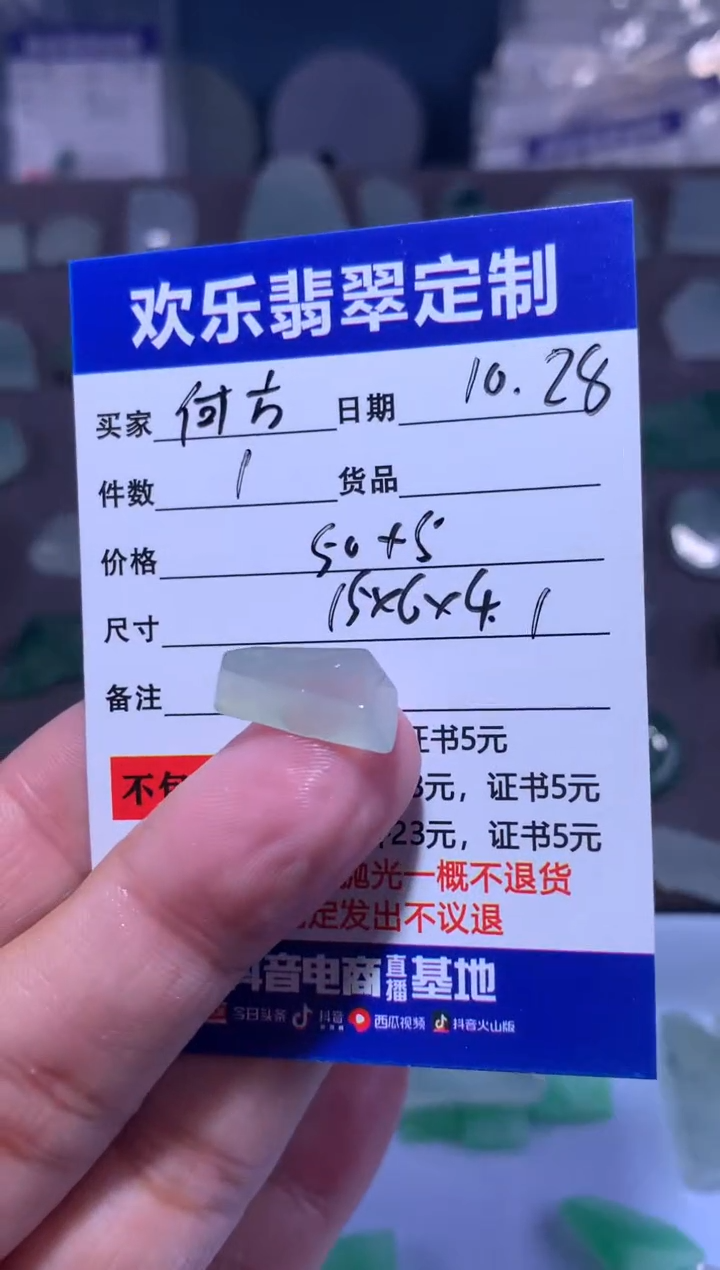 欢乐翡翠定制
买家 何方 日期 10.28
件数 1 货品
价格 50+5
尺寸 15x6x4.1
备注
证书5元
不包 3元，证书5元
23元，证书5元
抛光一概不退货
定发出不议退
抖音电商直播基地
今日头条 抖音 西瓜视频 抖音火山版